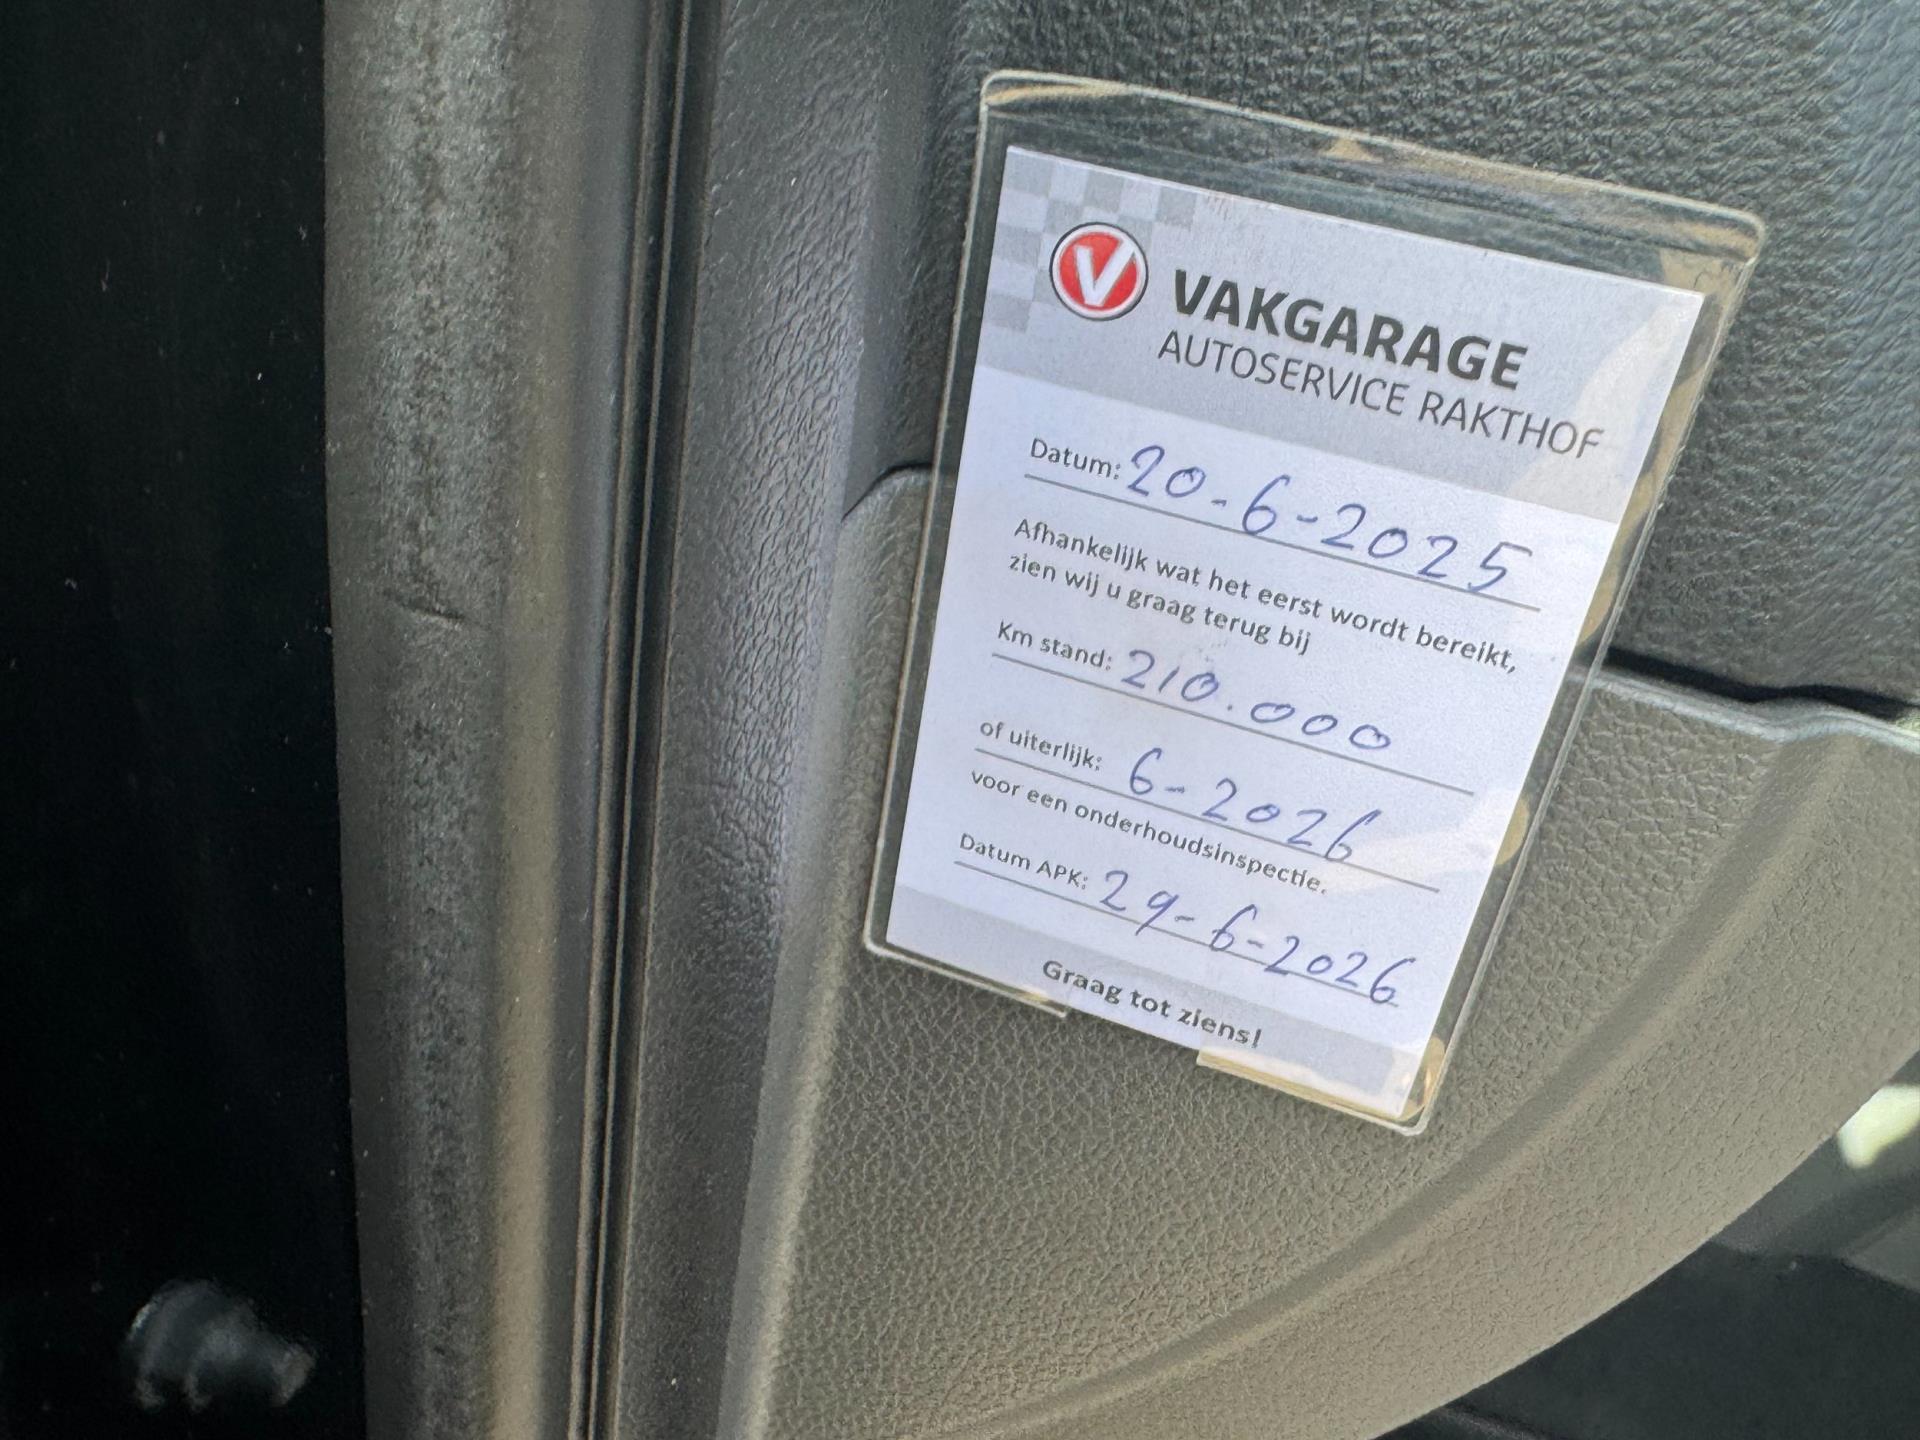 V VAKGARAGE
AUTOSERVICE RAKTHOF
Datum: 20-6-2025
Afhankelijk wat het eerst wordt bereikt,
zien wij u graag terug bij
Km stand: 210.000
of uiterlijk: 6-2026
voor een onderhoudsinspectie.
Datum APK: 29-6-2026
Graag tot ziens!